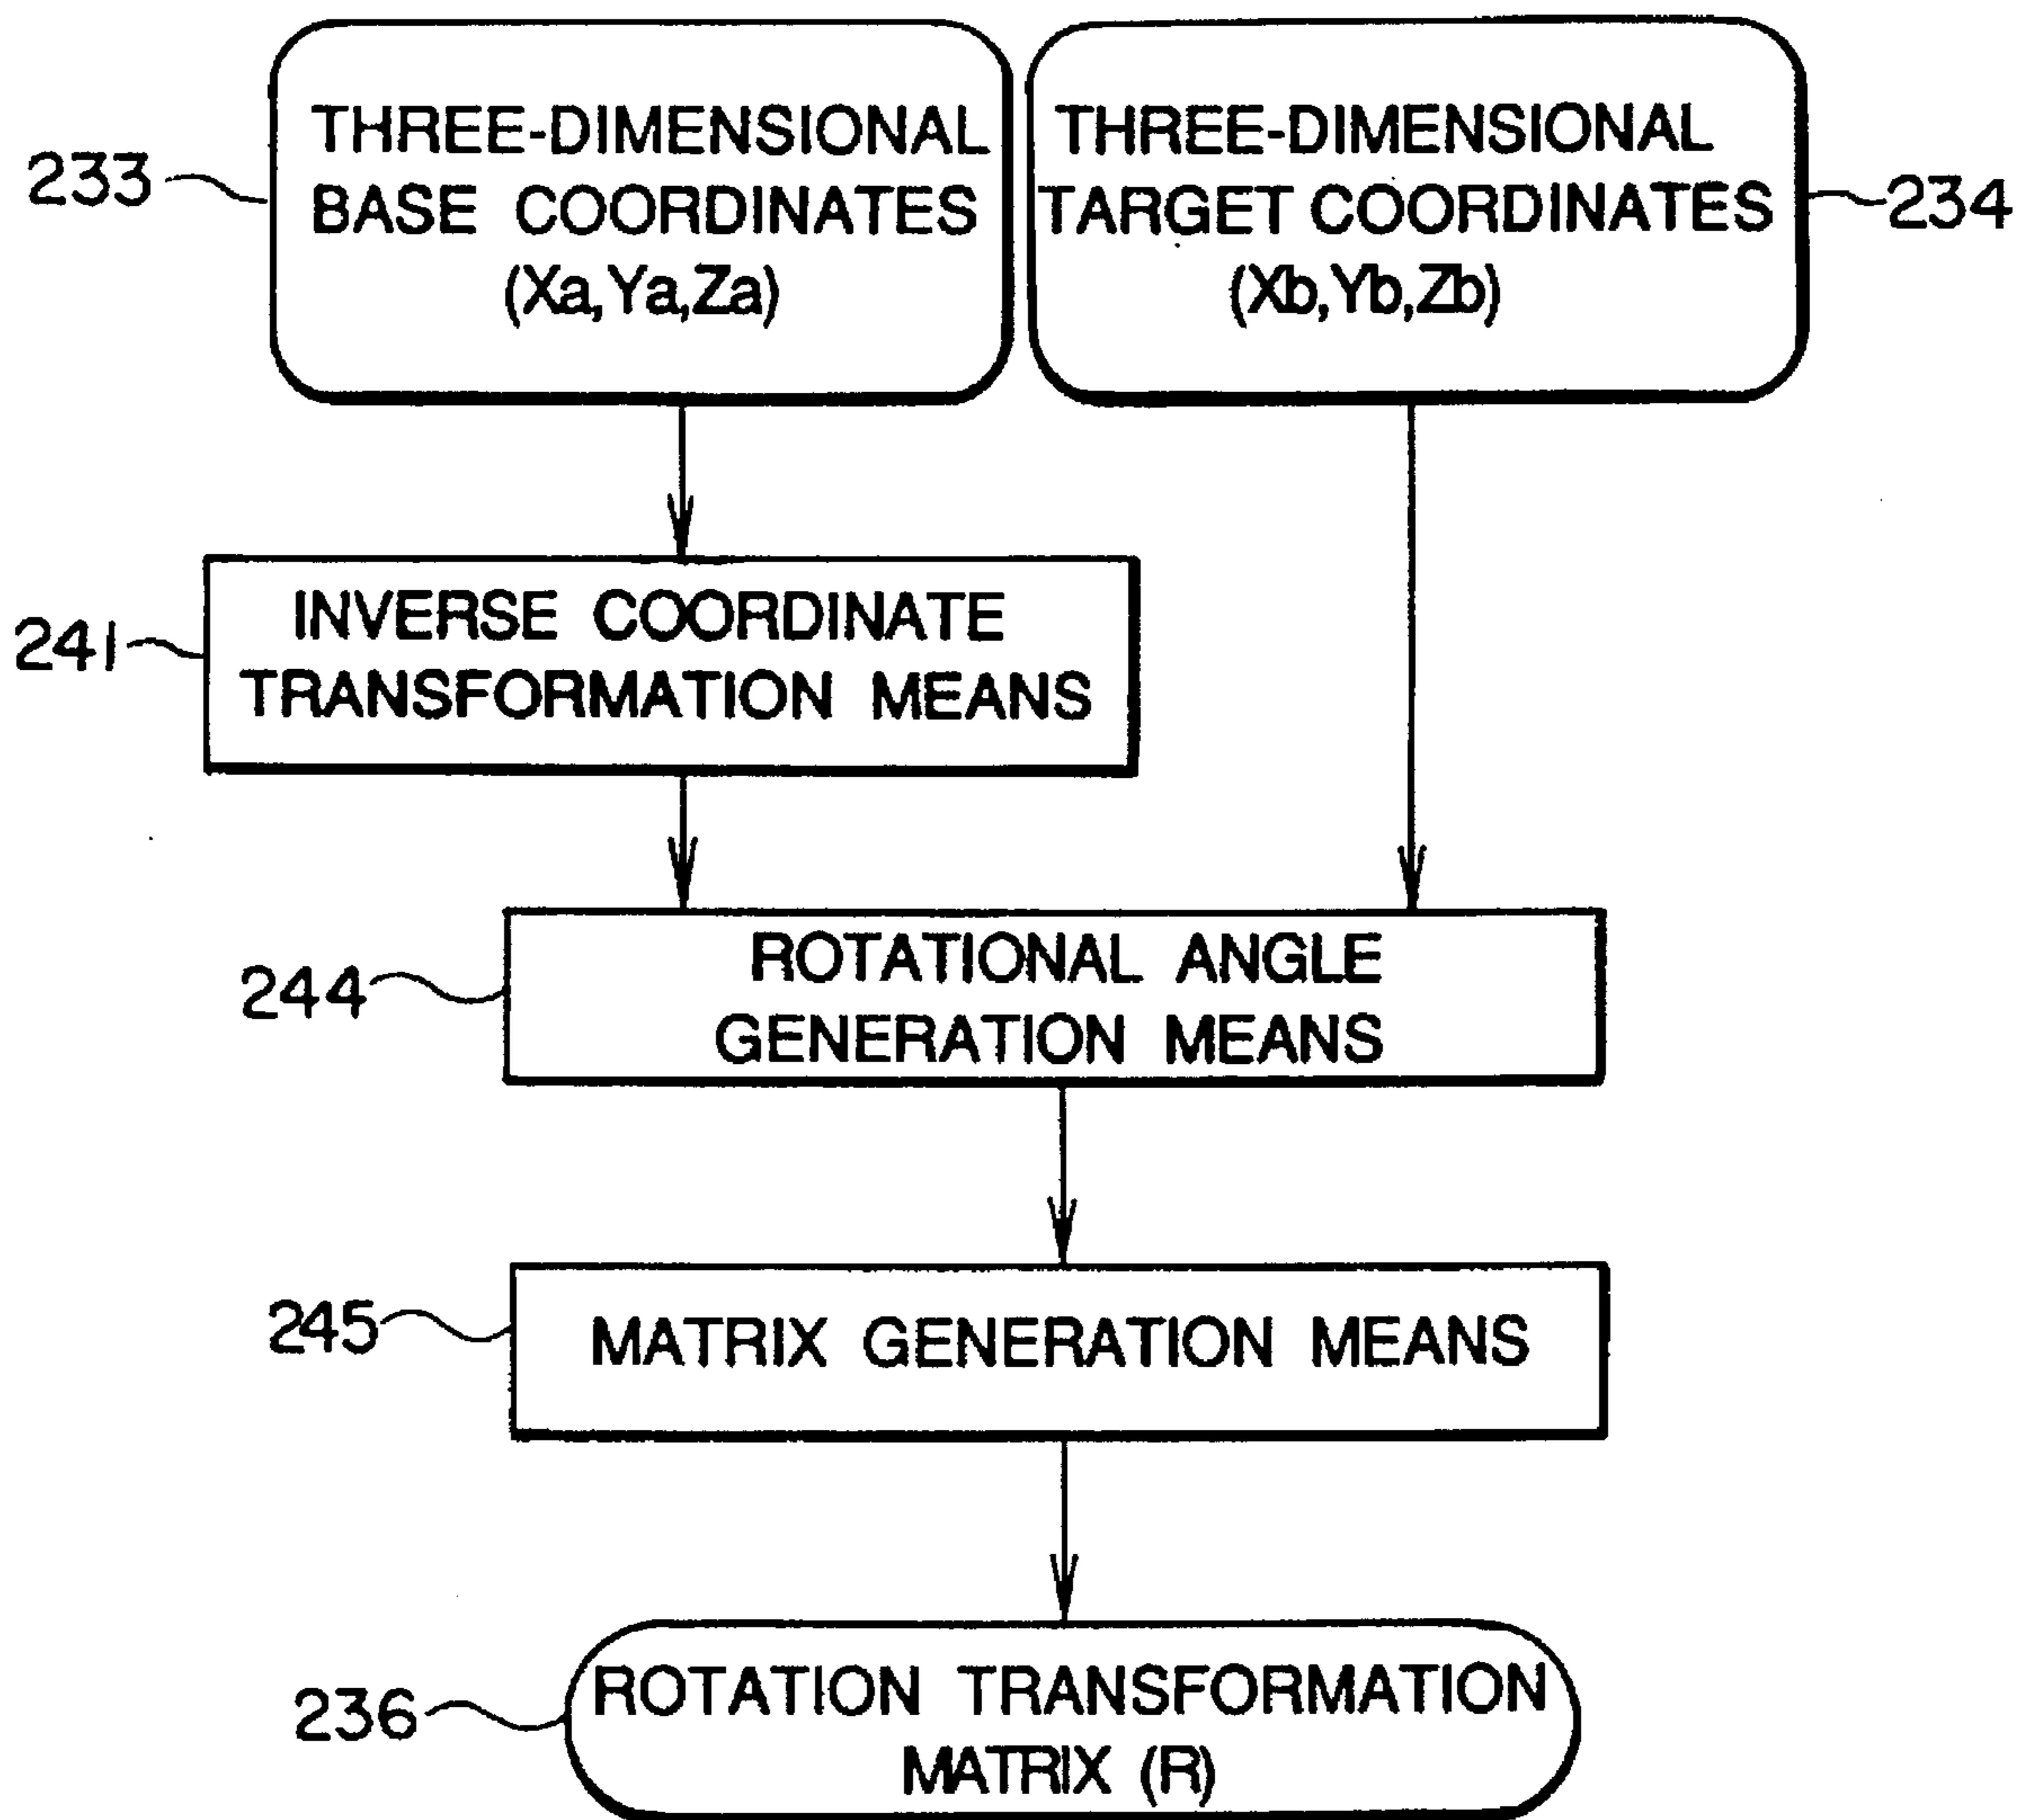 THREE-DIMENSIONAL
BASE COORDINATES
(Xa,Ya,Za)
233
THREE-DIMENSIONAL
TARGET COORDINATES
(Xb,Yb,Zb)
234
INVERSE COORDINATE
TRANSFORMATION MEANS
241
ROTATIONAL ANGLE
GENERATION MEANS
244
MATRIX GENERATION MEANS
245
ROTATION TRANSFORMATION
MATRIX (R)
236